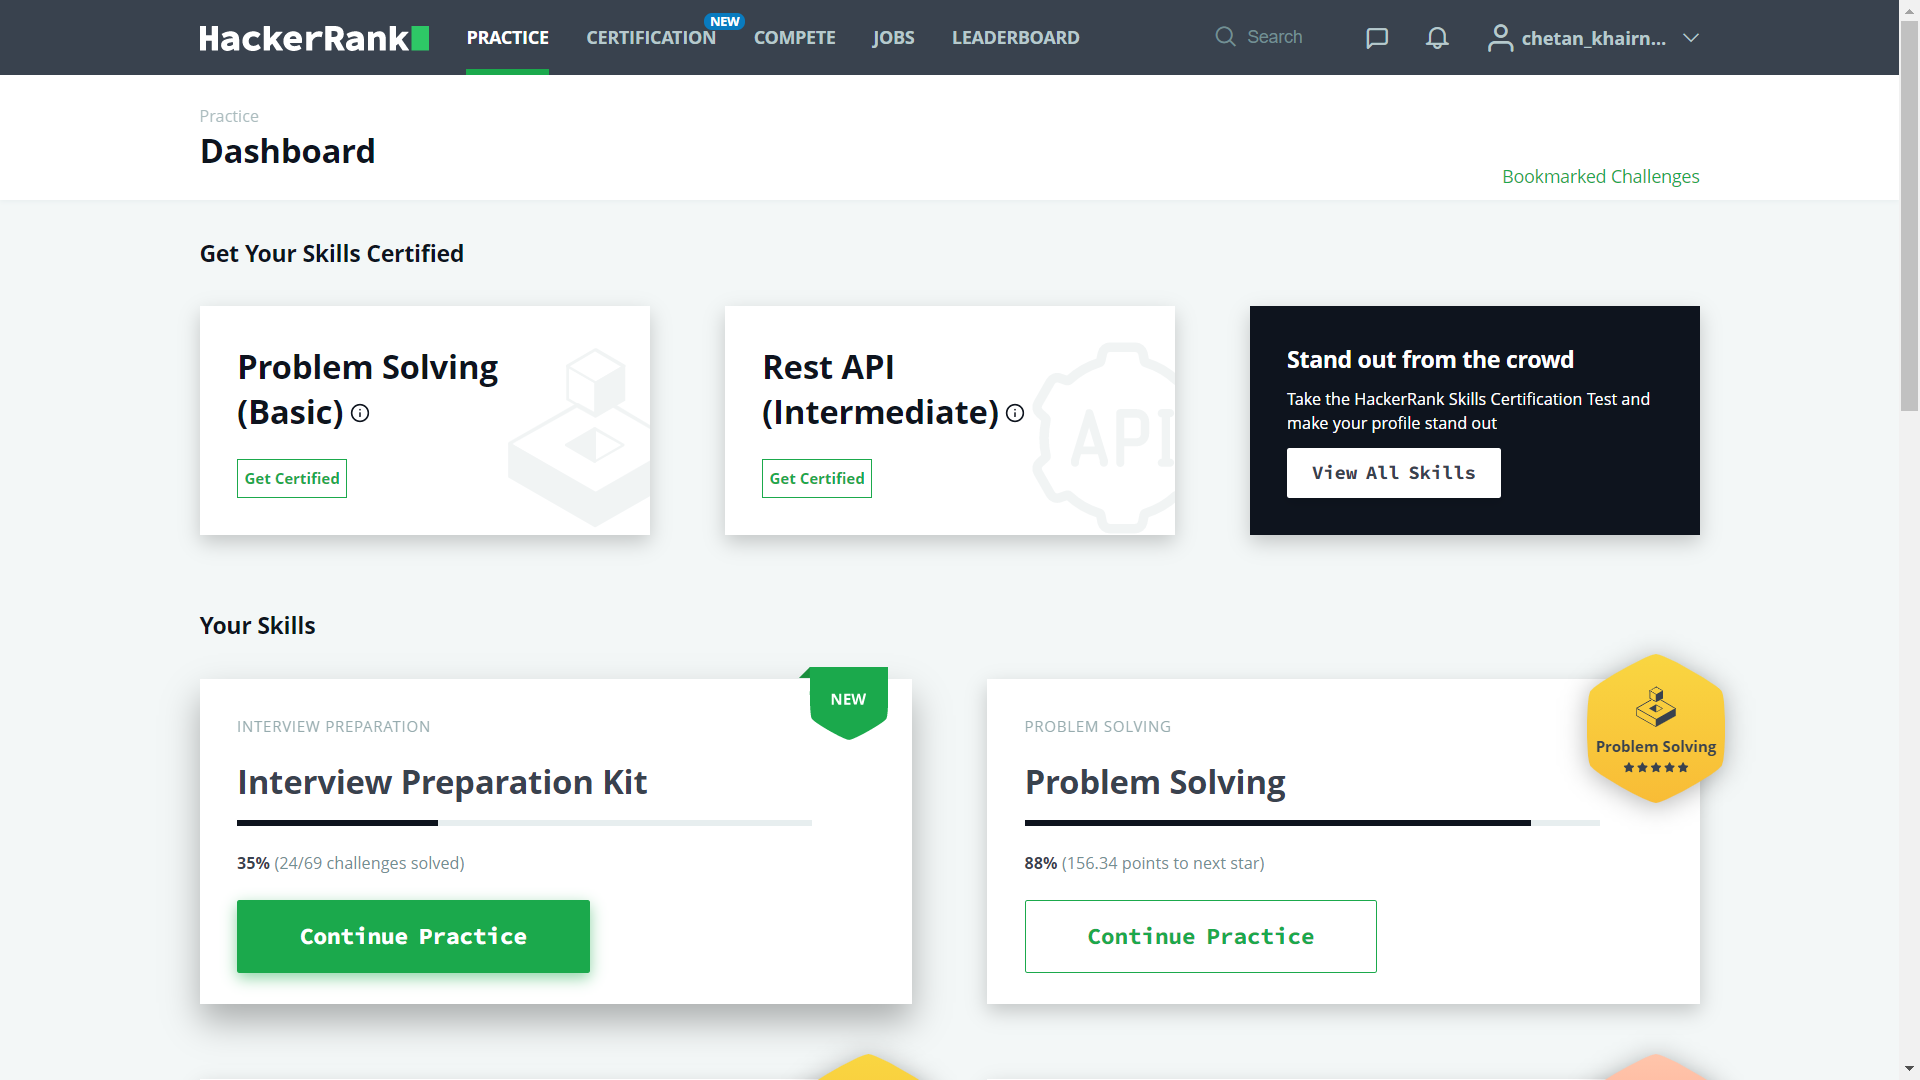 HackerRank
PRACTICE
CERTIFICATION
NEW
COMPETE
JOBS
LEADERBOARD
Search
chetan_khairn...
Practice
Dashboard
Bookmarked Challenges
Get Your Skills Certified
Problem Solving
(Basic)
Get Certified
Rest API
(Intermediate)
API
Get Certified
Stand out from the crowd
Take the HackerRank Skills Certification Test and
make your profile stand out
View All Skills
Your Skills
NEW
INTERVIEW PREPARATION
Interview Preparation Kit
35% (24/69 challenges solved)
Continue Practice
PROBLEM SOLVING
Problem Solving
Problem Solving
88% (156.34 points to next star)
Continue Practice